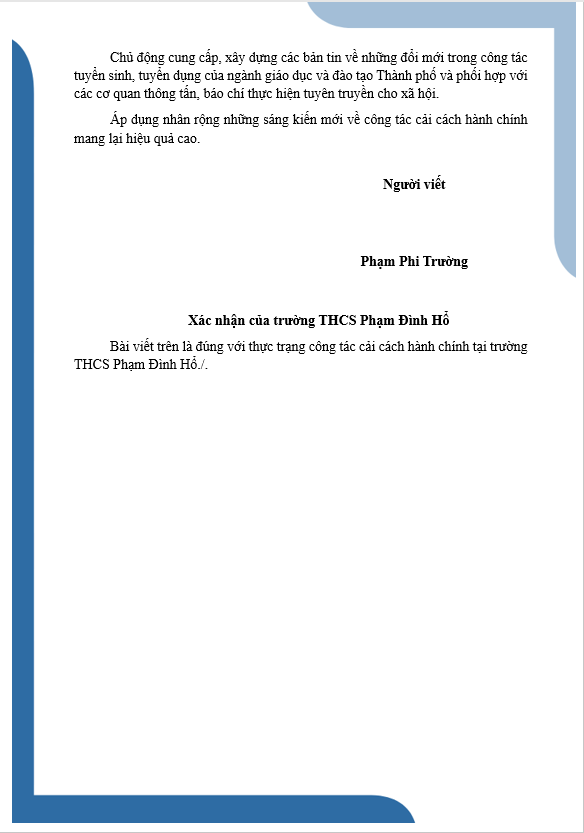 Chủ động cung cấp, xây dựng các bản tin về những đổi mới trong công tác
tuyển sinh, tuyển dụng của ngành giáo dục và đào tạo Thành phố và phối hợp với
các cơ quan thông tấn, báo chí thực hiện tuyên truyền cho xã hội.
Áp dụng nhân rộng những sáng kiến mới về công tác cải cách hành chính
mang lại hiệu quả cao.
Người viết
Phạm Phi Trường
Xác nhận của trường THCS Phạm Đình Hổ
Bài viết trên là đúng với thực trạng công tác cải cách hành chính tại trường
THCS Phạm Đình Hổ./.